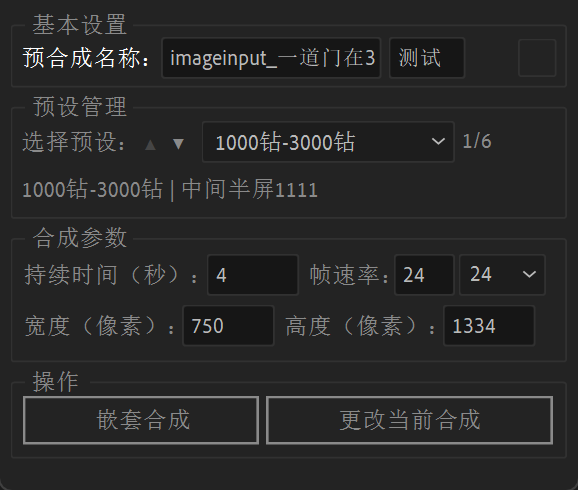 基本设置
预合成名称： imageinput_一道门在3 测试
预设管理
选择预设： ▲ ▼ 1000钻-3000钻 1/6
1000钻-3000钻 | 中间半屏1111
合成参数
持续时间（秒）: 4 帧速率: 24 24
宽度（像素）: 750 高度（像素）: 1334
操作
嵌套合成 更改当前合成